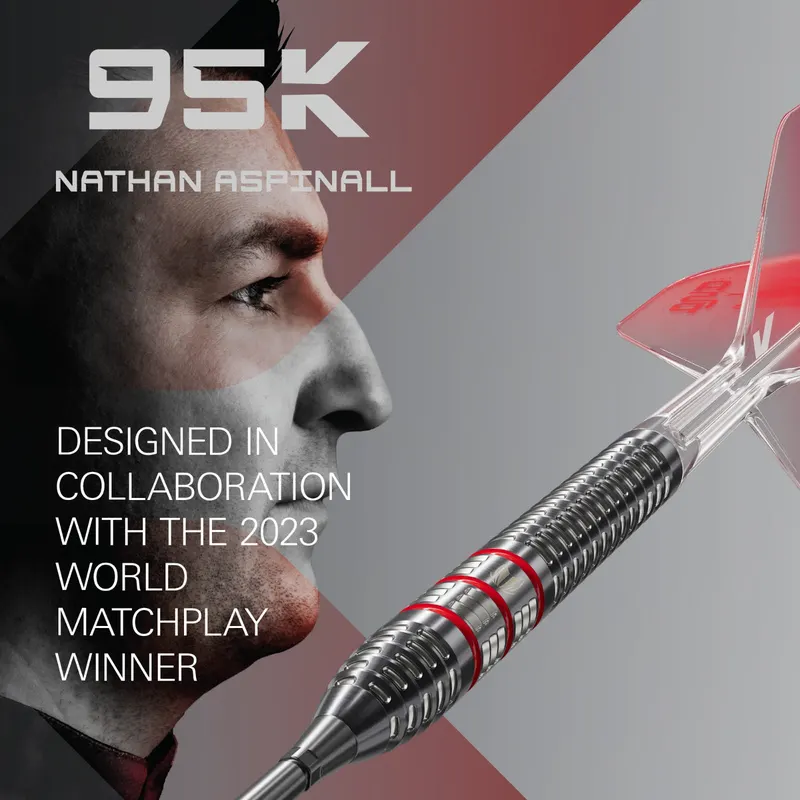 95K
NATHAN ASPINALL
DESIGNED IN
COLLABORATION
WITH THE 2023
WORLD
MATCHPLAY
WINNER